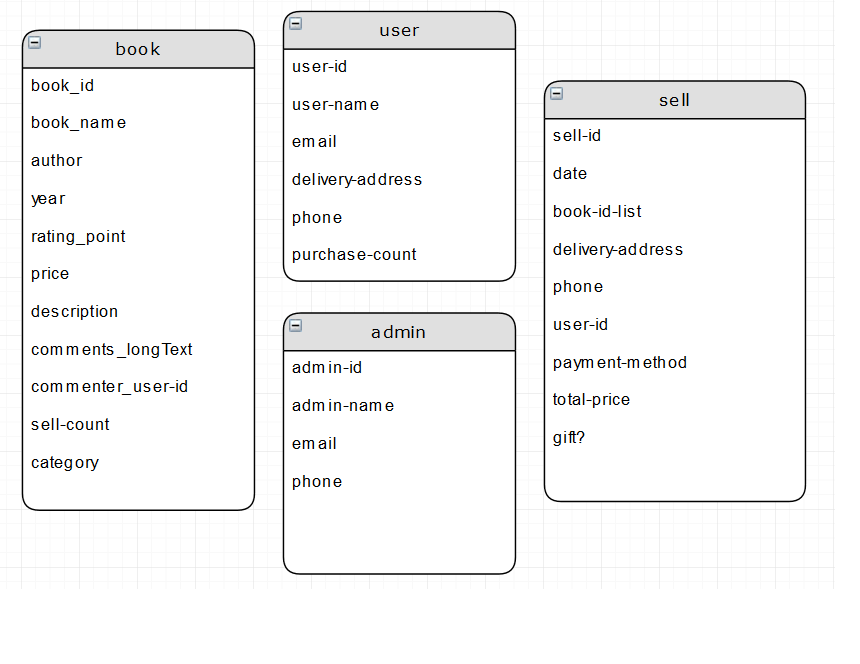 book
book_id
book_name
author
year
rating_point
price
description
comments_longText
commenter_user-id
sell-count
category
user
user-id
user-name
email
delivery-address
phone
purchase-count
admin
admin-id
admin-name
email
phone
sell
sell-id
date
book-id-list
delivery-address
phone
user-id
payment-method
total-price
gift?